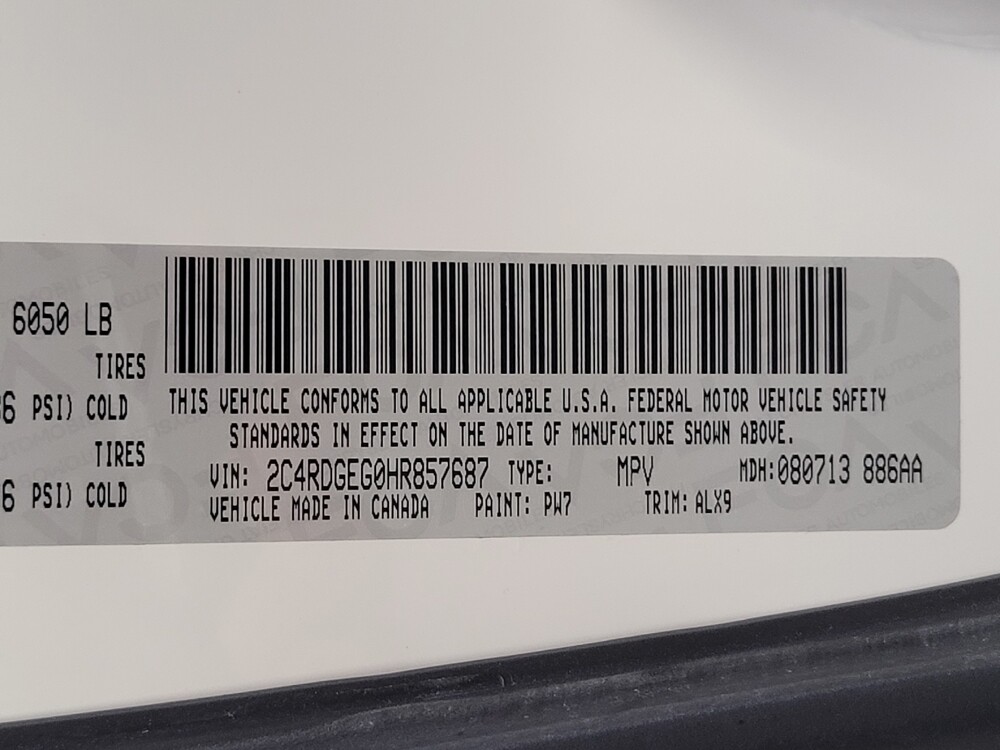 6050 LB
TIRES
6 PSI) COLD
TIRES
6 PSI) COLD
THIS VEHICLE CONFORMS TO ALL APPLICABLE U.S.A. FEDERAL MOTOR VEHICLE SAFETY
STANDARDS IN EFFECT ON THE DATE OF MANUFACTURE SHOWN ABOVE.
VIN: 2C4RDGEG0HR857687 TYPE: MPV MDH: 080713 886AA
VEHICLE MADE IN CANADA PAINT: PW7 TRIM: ALX9